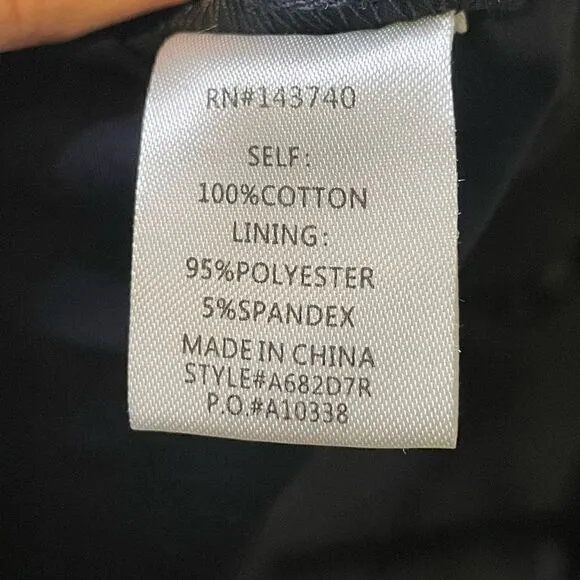 RN#143740
SELF:
100%COTTON
LINING:
95%POLYESTER
5%SPANDEX
MADE IN CHINA
STYLE#A682D7R
P.O.#A10338